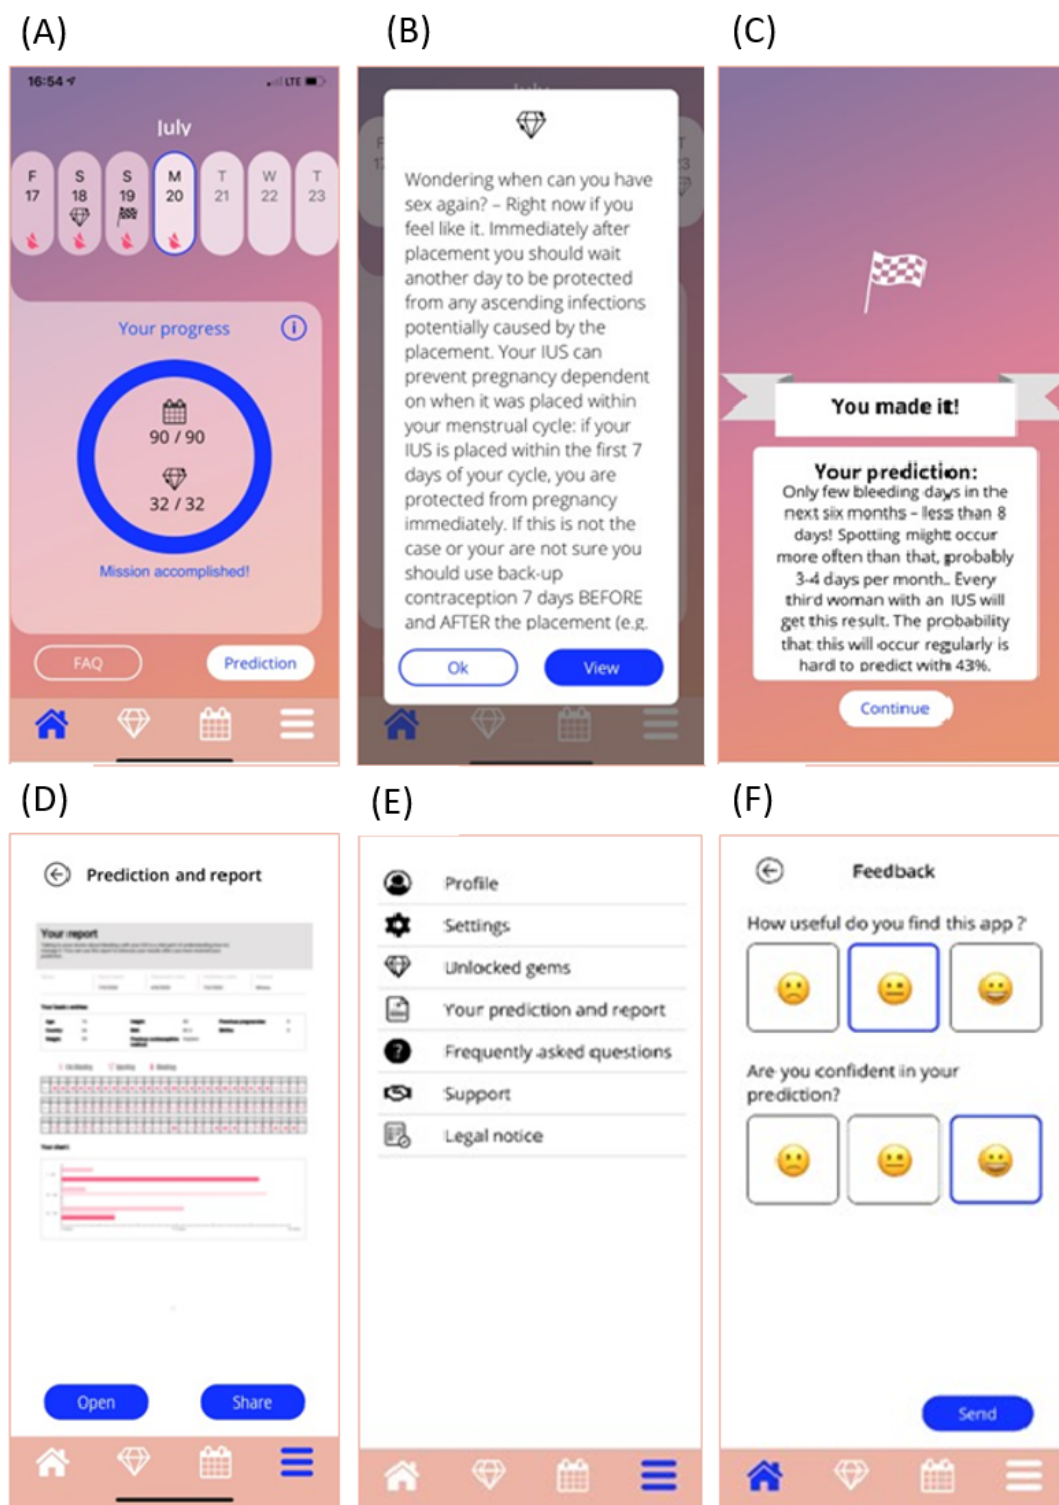 (A)
16:54
LTE
July
F S S M T W T
17 18 19 20 21 22 23
Your progress
i
90 / 90
32 / 32
Mission accomplished!
FAQ
Prediction
(B)
Wondering when can you have
sex again? – Right now if you
feel like it. Immediately after
placement you should wait
another day to be protected
from any ascending infections
potentially caused by the
placement. Your IUS can
prevent pregnancy dependent
on when it was placed within
your menstrual cycle: if your
IUS is placed within the first 7
days of your cycle, you are
protected from pregnancy
immediately. If this is not the
case or your are not sure you
should use back-up
contraception 7 days BEFORE
and AFTER the placement (e.g.
Ok
View
(C)
You made it!
Your prediction:
Only few bleeding days in the
next six months – less than 8
days! Spotting might occur
more often than that, probably
3-4 days per month.. Every
third woman with an IUS will
get this result. The probability
that this will occur regularly is
hard to predict with 43%.
Continue
(D)
Prediction and report
Your report
Open
Share
(E)
Profile
Settings
Unlocked gems
Your prediction and report
? Frequently asked questions
Support
Legal notice
(F)
Feedback
How useful do you find this app ?
Are you confident in your
prediction?
Send